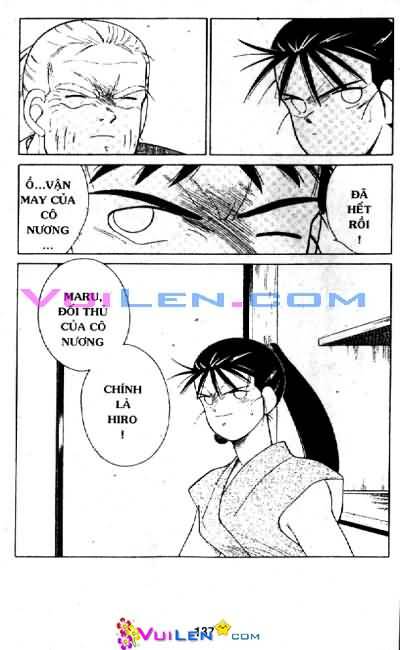 Ồ...VẬN
MAY CỦA
CÔ
NƯƠNG
...
ĐÃ
HẾT
RỒI
!
VUILEN.COM
MARU,
ĐỐI THỦ
CỦA CÔ
NƯƠNG
CHÍNH
LÀ
HIRO
!
137
VUILEN.COM